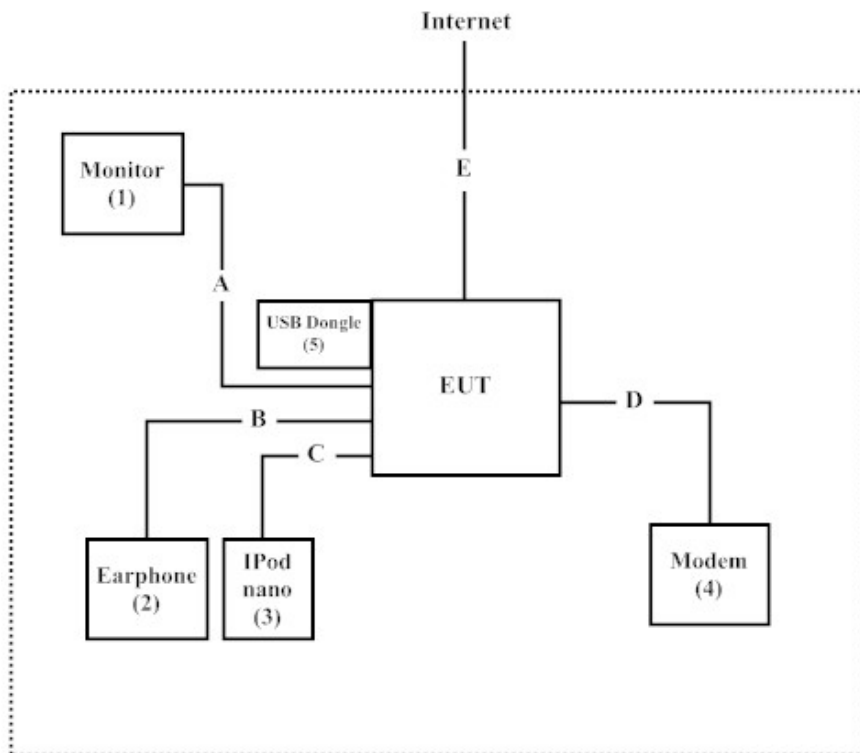 Internet
E
Monitor
(1)
A
USB Dongle
(5)
EUT
D
B
C
Earphone
(2)
IPod
nano
(3)
Modem
(4)